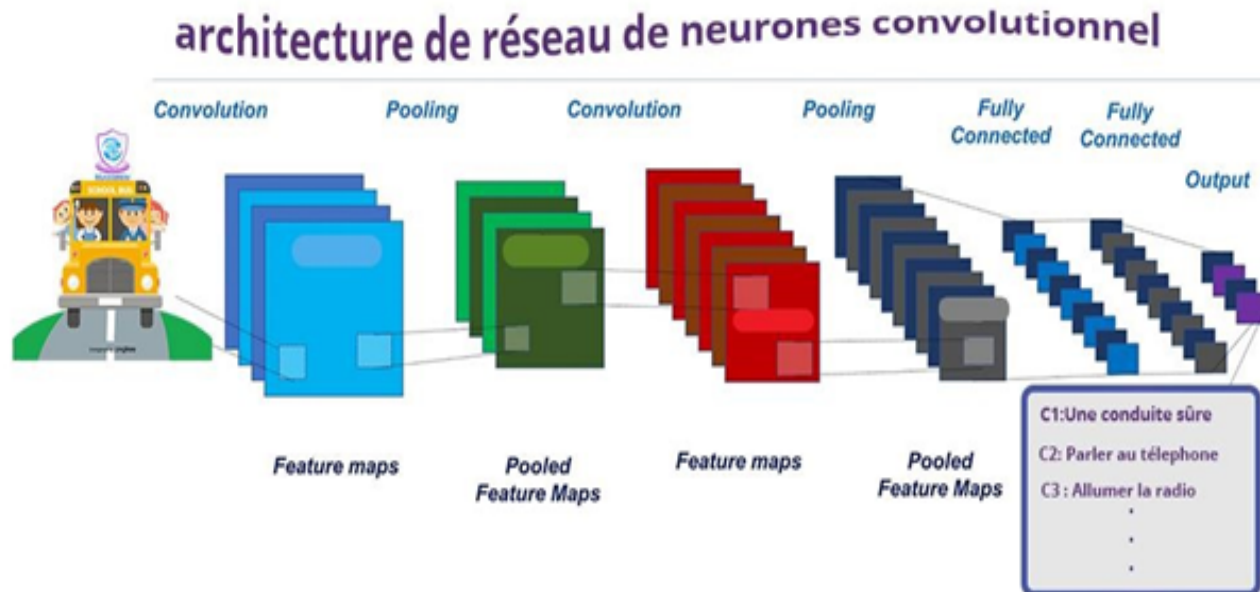 architecture de réseau de neurones convolutionnel
Convolution
Pooling
Convolution
Pooling
Fully
Connected
Fully
Connected
Output
SCHOOL BUS
Feature maps
Pooled
Feature Maps
Feature maps
Pooled
Feature Maps
C1:Une conduite sûre
C2: Parler au télephone
C3 : Allumer la radio
.
.
.